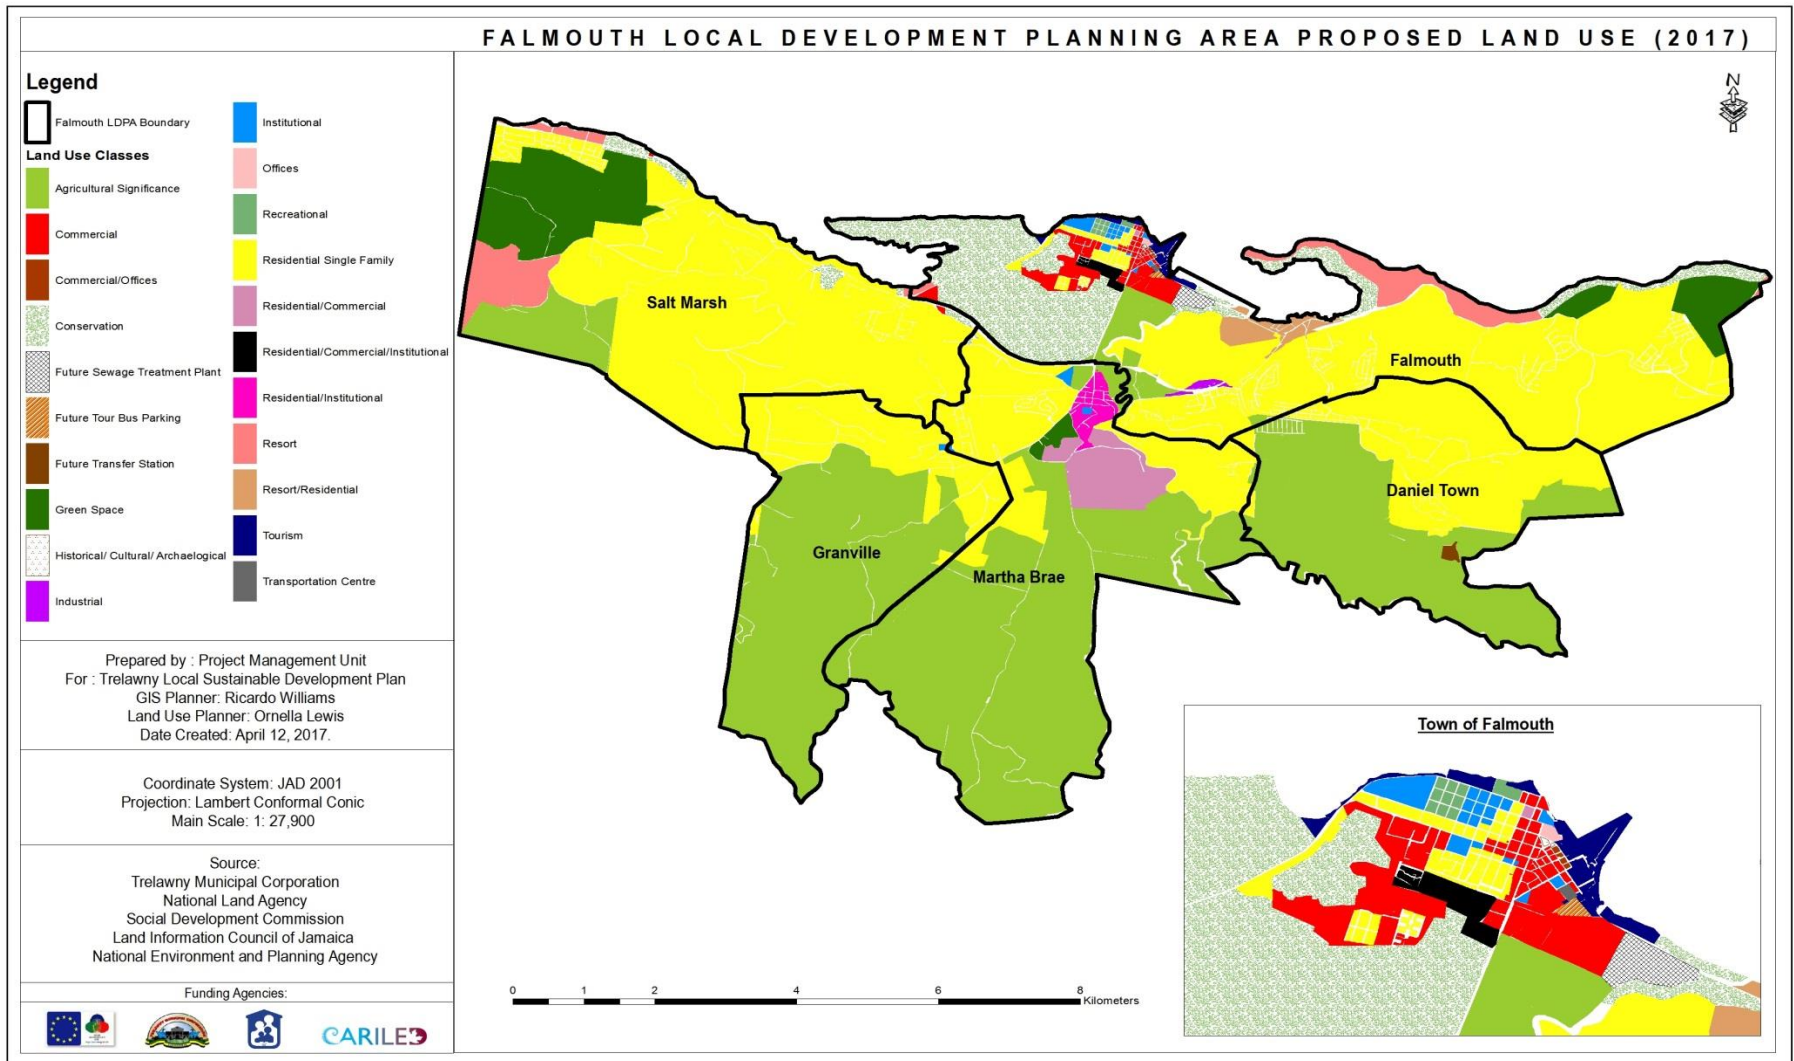 FALMOUTH LOCAL DEVELOPMENT PLANNING AREA PROPOSED LAND USE (2017)
Legend
Falmouth LDPA Boundary
Land Use Classes
Agricultural Significance
Commercial
Commercial/Offices
Conservation
Future Sewage Treatment Plant
Future Tour Bus Parking
Future Transfer Station
Green Space
Historical/ Cultural/ Archaelogical
Industrial
Institutional
Offices
Recreational
Residential Single Family
Residential/Commercial
Residential/Commercial/Institutional
Residential/Institutional
Resort
Resort/Residential
Tourism
Transportation Centre
Prepared by : Project Management Unit
For : Trelawny Local Sustainable Development Plan
GIS Planner: Ricardo Williams
Land Use Planner: Ornella Lewis
Date Created: April 12, 2017.
Coordinate System: JAD 2001
Projection: Lambert Conformal Conic
Main Scale: 1: 27,900
Source:
Trelawny Municipal Corporation
National Land Agency
Social Development Commission
Land Information Council of Jamaica
National Environment and Planning Agency
Funding Agencies:
CARILED
N
Salt Marsh
Falmouth
Daniel Town
Granville
Martha Brae
0 1 2 4 6 8
Kilometers
Town of Falmouth